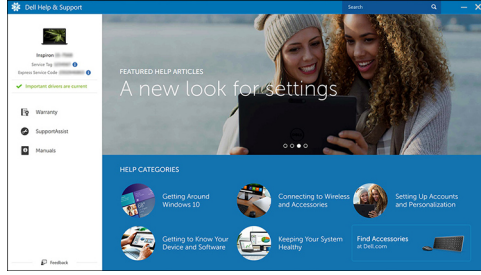 Dell Help & Support
Search
Inspiron
Service Tag
Express Service Code
Important drivers are current
Warranty
SupportAssist
Manuals
Feedback
FEATURED HELP ARTICLES
A new look for settings
HELP CATEGORIES
Getting Around
Windows 10
Connecting to Wireless
and Accessories
Setting Up Accounts
and Personalization
Getting to Know Your
Device and Software
Keeping Your System
Healthy
Find Accessories
at Dell.com